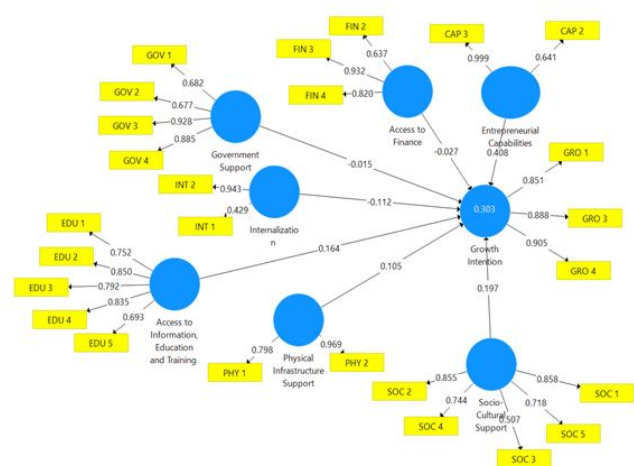 FIN 2
CAP 3
CAP 2
GOV 1
FIN 3
0.637
0.999
0.641
GOV 2
0.682
0.932
FIN 4
0.820
GOV 3
0.677
0.928
GOV 4
0.885
Access to
Finance
Entrepreneurial
Capabilities
Government
Support
-0.027
0.408
GRO 1
-0.015
0.851
INT 2
0.943
INT 1
0.429
-0.112
0.303
0.888
GRO 3
Internalizatio
n
Growth
Intention
0.905
GRO 4
EDU 1
0.752
EDU 2
0.850
EDU 3
0.792
EDU 4
0.835
EDU 5
0.693
0.164
0.105
0.197
Access to
Information,
Education
and Training
Physical
Infrastructure
Support
0.798
0.969
PHY 1
PHY 2
SOC 2
0.855
0.858
SOC 1
Socio-
Cultural
Support
SOC 4
0.744
0.507
0.718
SOC 5
SOC 3